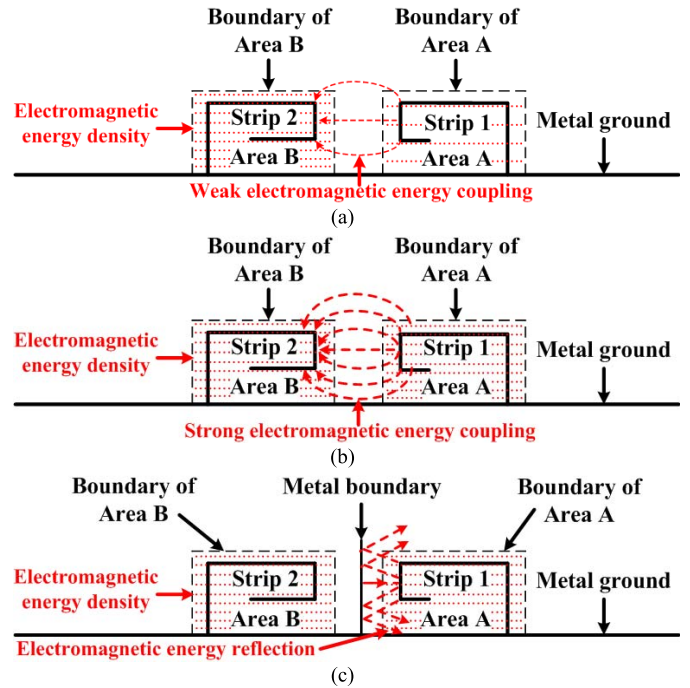 Boundary of
Area B
Boundary of
Area A
Electromagnetic
energy density
Strip 2
Area B
Strip 1
Area A
Metal ground
Weak electromagnetic energy coupling
(a)
Boundary of
Area B
Boundary of
Area A
Electromagnetic
energy density
Strip 2
Area B
Strip 1
Area A
Metal ground
Strong electromagnetic energy coupling
(b)
Boundary of
Area B
Metal boundary
Boundary of
Area A
Electromagnetic
energy density
Strip 2
Area B
Strip 1
Area A
Metal ground
Electromagnetic energy reflection
(c)